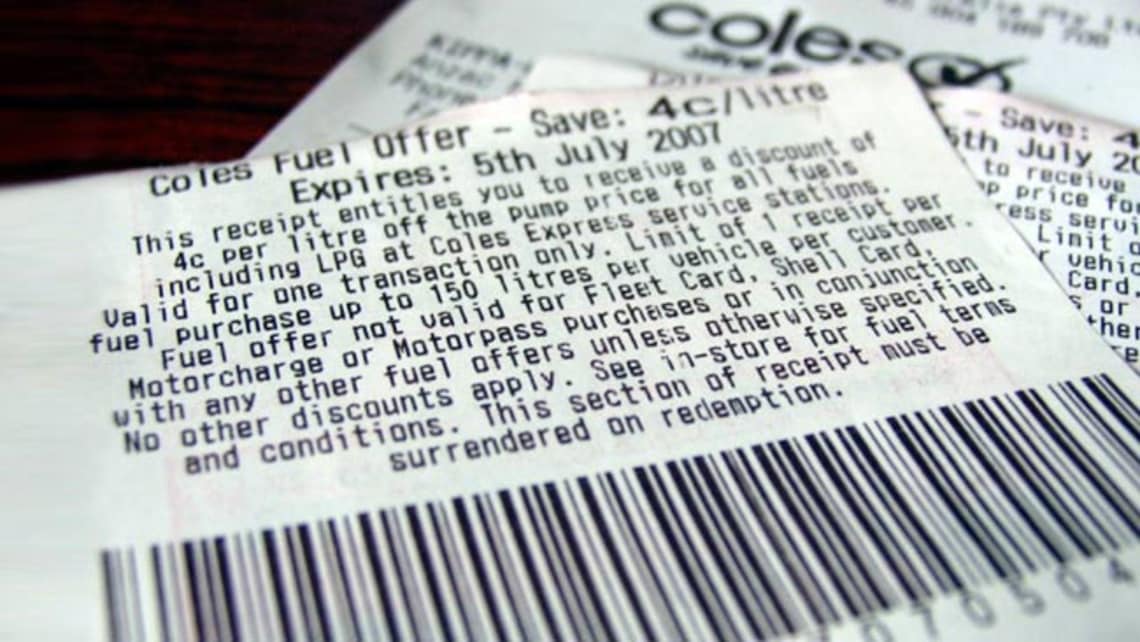 coles
Coles Fuel Offer - Save: 4c/litre
Expires: 5th July 2007
This receipt entitles you to receive a discount of
4c per litre off the pump price for all fuels
including LPG at Coles Express service stations.
Valid for one transaction only. Limit of 1 receipt per
fuel purchase up to 150 litres per vehicle per customer.
Fuel offer not valid for Fleet Card, Shell Card,
Motorcharge or Motorpass purchases or in conjunction
with any other fuel offers unless otherwise specified.
No other discounts apply. See in-store for fuel terms
and conditions. This section of receipt must be
surrendered on redemption.
- Save: 4
5th July 20
to receive
price for
ress servi
Limit o
vehic
Card,
or